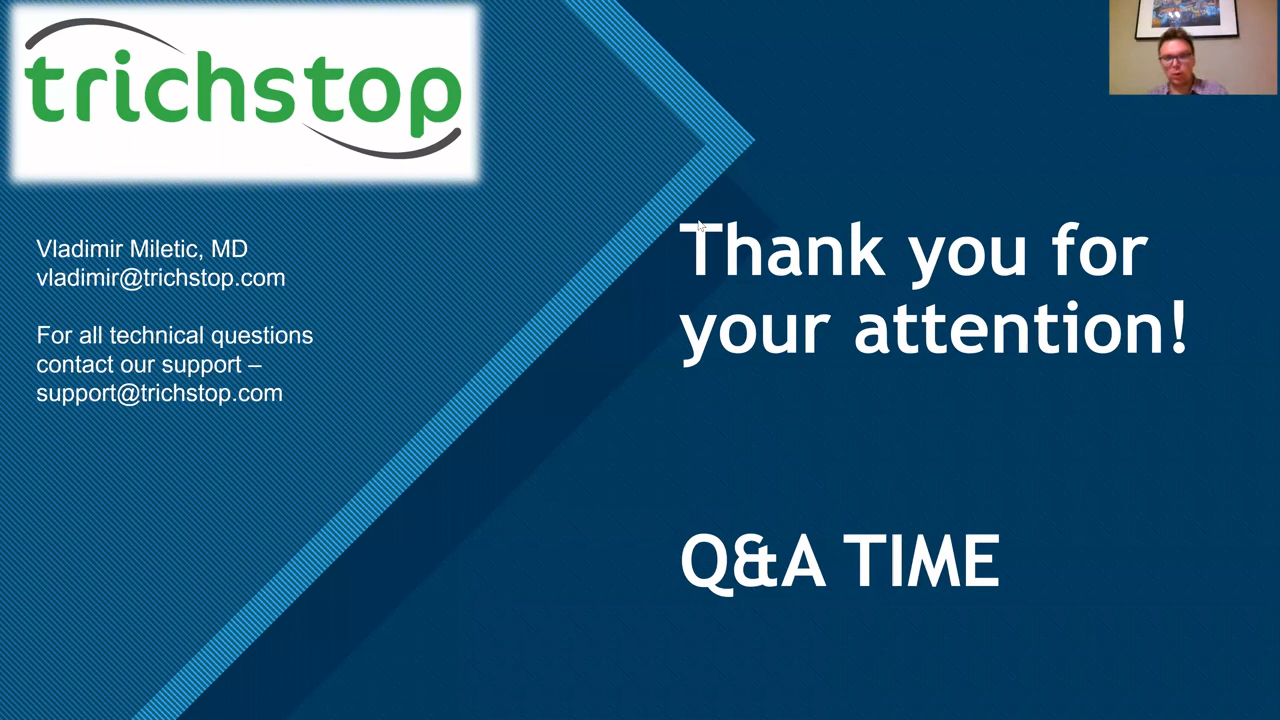 trichstop
Vladimir Miletic, MD
vladimir@trichstop.com
For all technical questions
contact our support –
support@trichstop.com
Thank you for
your attention!
Q&A TIME